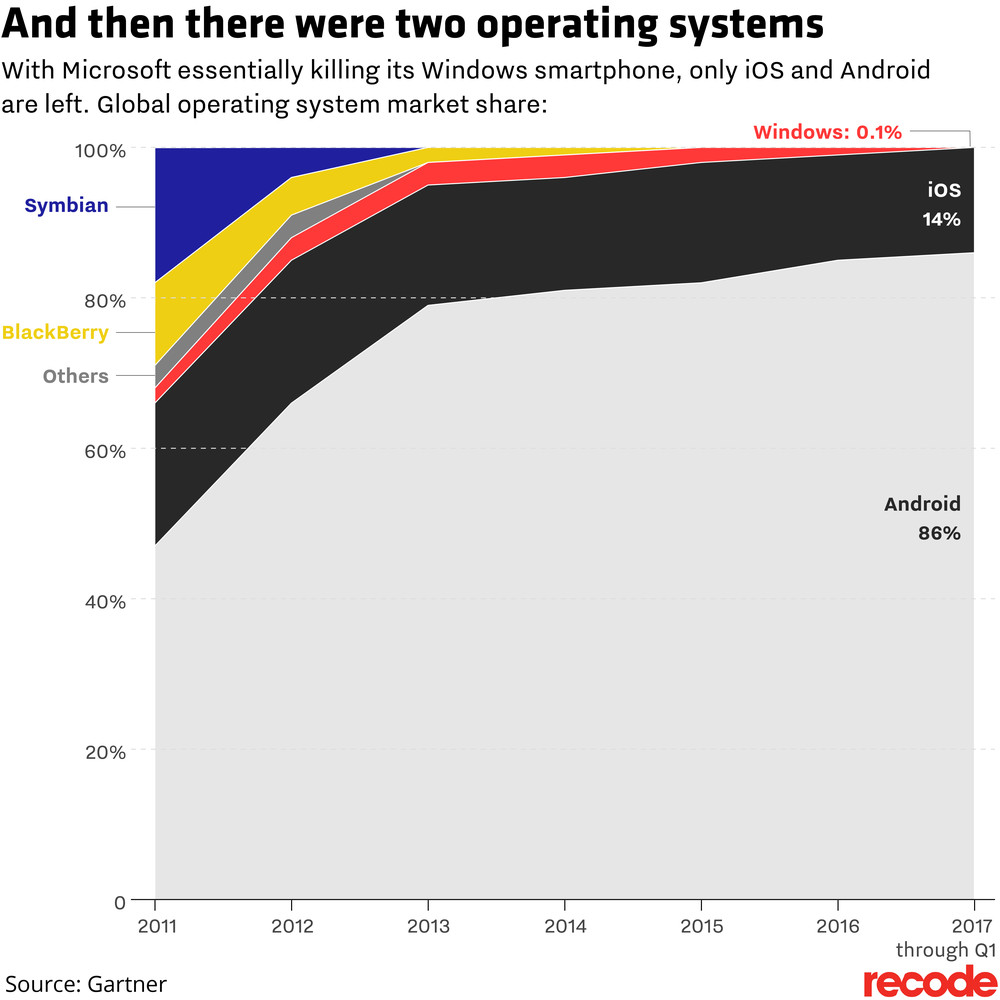 And then there were two operating systems
With Microsoft essentially killing its Windows smartphone, only iOS and Android
are left. Global operating system market share:
Windows: 0.1%
100%
iOS
14%
Symbian
80%
BlackBerry
Others
60%
Android
86%
40%
20%
0
2011 2012 2013 2014 2015 2016 2017
through Q1
Source: Gartner
recode